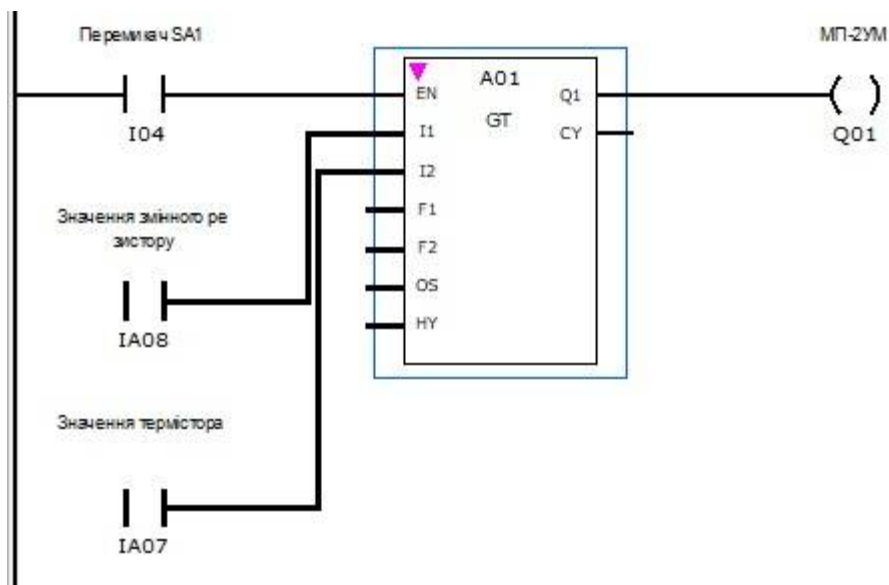 Перемикач SA1
МП-2УМ
A01
EN
Q1
GT
I1
CY
I04
Q01
I2
Значення змінного ре
зистору
F1
F2
OS
IA08
HY
Значення термістора
IA07